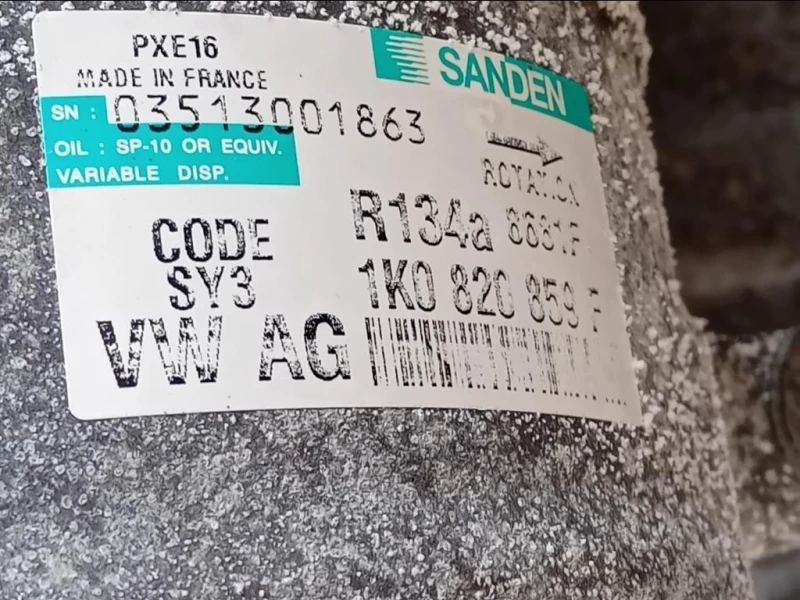 PXE16
MADE IN FRANCE
SANDEN
SN : 03513001863
OIL : SP-10 OR EQUIV.
VARIABLE DISP.
ROTATION
CODE
SY3
R134a
1K0 820 859 F
VW AG